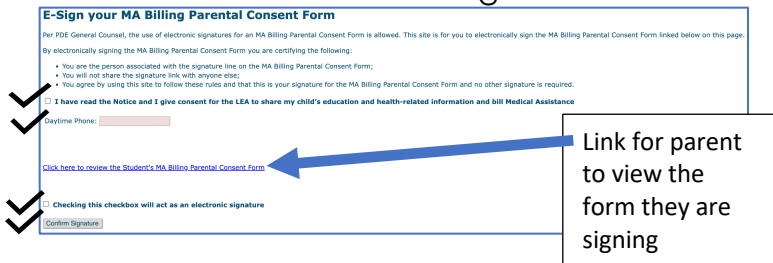 E-Sign your MA Billing Parental Consent Form
Per PDE General Counsel, the use of electronic signatures for an MA Billing Consent Form is allowed. This site is for you to electronically sign the MA Billing Parental Consent Form linked below on this page.
By electronically signing the MA Billing Parental Consent Form you are certifying the following:
• You are the person associated with the signature line on the MA Billing Parental Consent Form;
• You will not share the signature link with anyone else;
• You agree by using this site to follow these rules and that this is your signature for the MA Billing Parental Consent Form and no other signature is required.
I have read the Notice and I give consent for the LEA to share my child's education and health-related information and bill Medical Assistance
Daytime Phone:
Click here to review the Student's MA Billing Parental Consent Form
Checking this checkbox will act as an electronic signature
Confirm Signature
Link for parent
to view the
form they are
signing